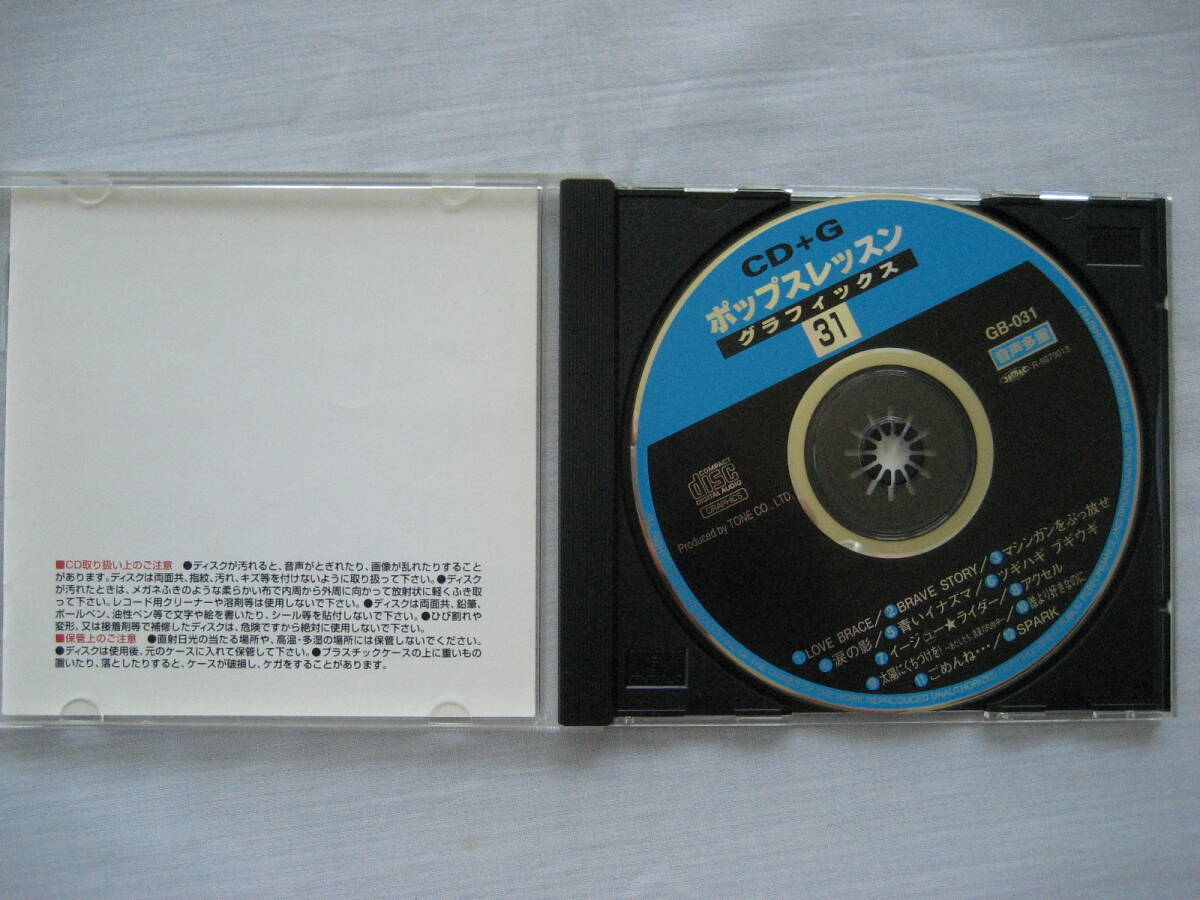 ■CD取り扱い上のご注意 ●ディスクが汚れると、音声がとぎれたり、画像が乱れたりすること
があります。ディスクは両面共、指紋、汚れ、キズ等を付けないように取り扱って下さい。●ディスク
が汚れたときは、メガネふきのような柔らかい布で内周から外周に向かって放射状に軽くふき取
って下さい。レコード用クリーナーや溶剤等は使用しないで下さい。●ディスクは両面共、鉛筆、
ボールペン、油性ペン等で文字や絵を書いたり、シール等を貼付しないで下さい。●ひび割れや
変形、又は接着剤等で補修したディスクは、危険ですから絶対に使用しないで下さい。
■保管上のご注意 ●直射日光の当たる場所や、高温・多湿の場所には保管しないでください。
●ディスクは使用後、元のケースに入れて保管して下さい。●プラスチックケースの上に重いもの
置いたり、落としたりすると、ケースが破損し、ケガをすることがあります。
CD+G
ポップスレッスン
グラフィックス
31
GB-031
音声多重
R-9879013
COMPACT
disc
DIGITAL AUDIO
GRAPHICS
Produced by TONE CO., LTD.
❶LOVE BRACE/❷BRAVE STORY/❸マシンガンをぶっ放せ
❹涙の影/❺青いイナズマ/❻ツギハギ ブギウギ
❼イージュー★ライダー/❽アクセル
太陽にくちづけを!
誰より好きなのに
⓫ごめんね…/⓬SPARK